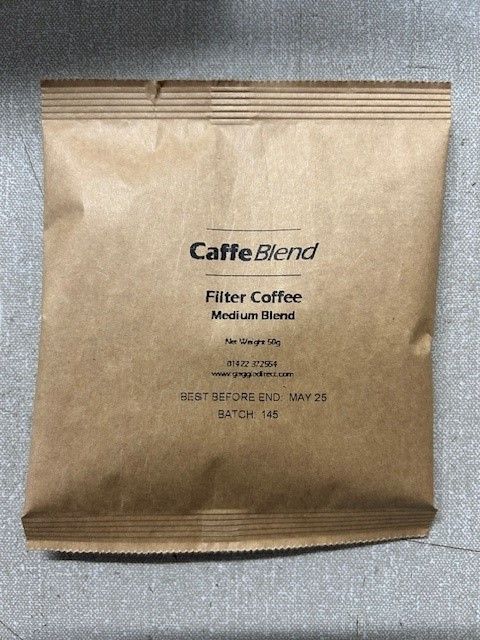 CaffeBlend
Filter Coffee
Medium Blend
Net Weight 50g
01422 372554
www.gaggiadirect.com
BEST BEFORE END: MAY 25
BATCH: 145